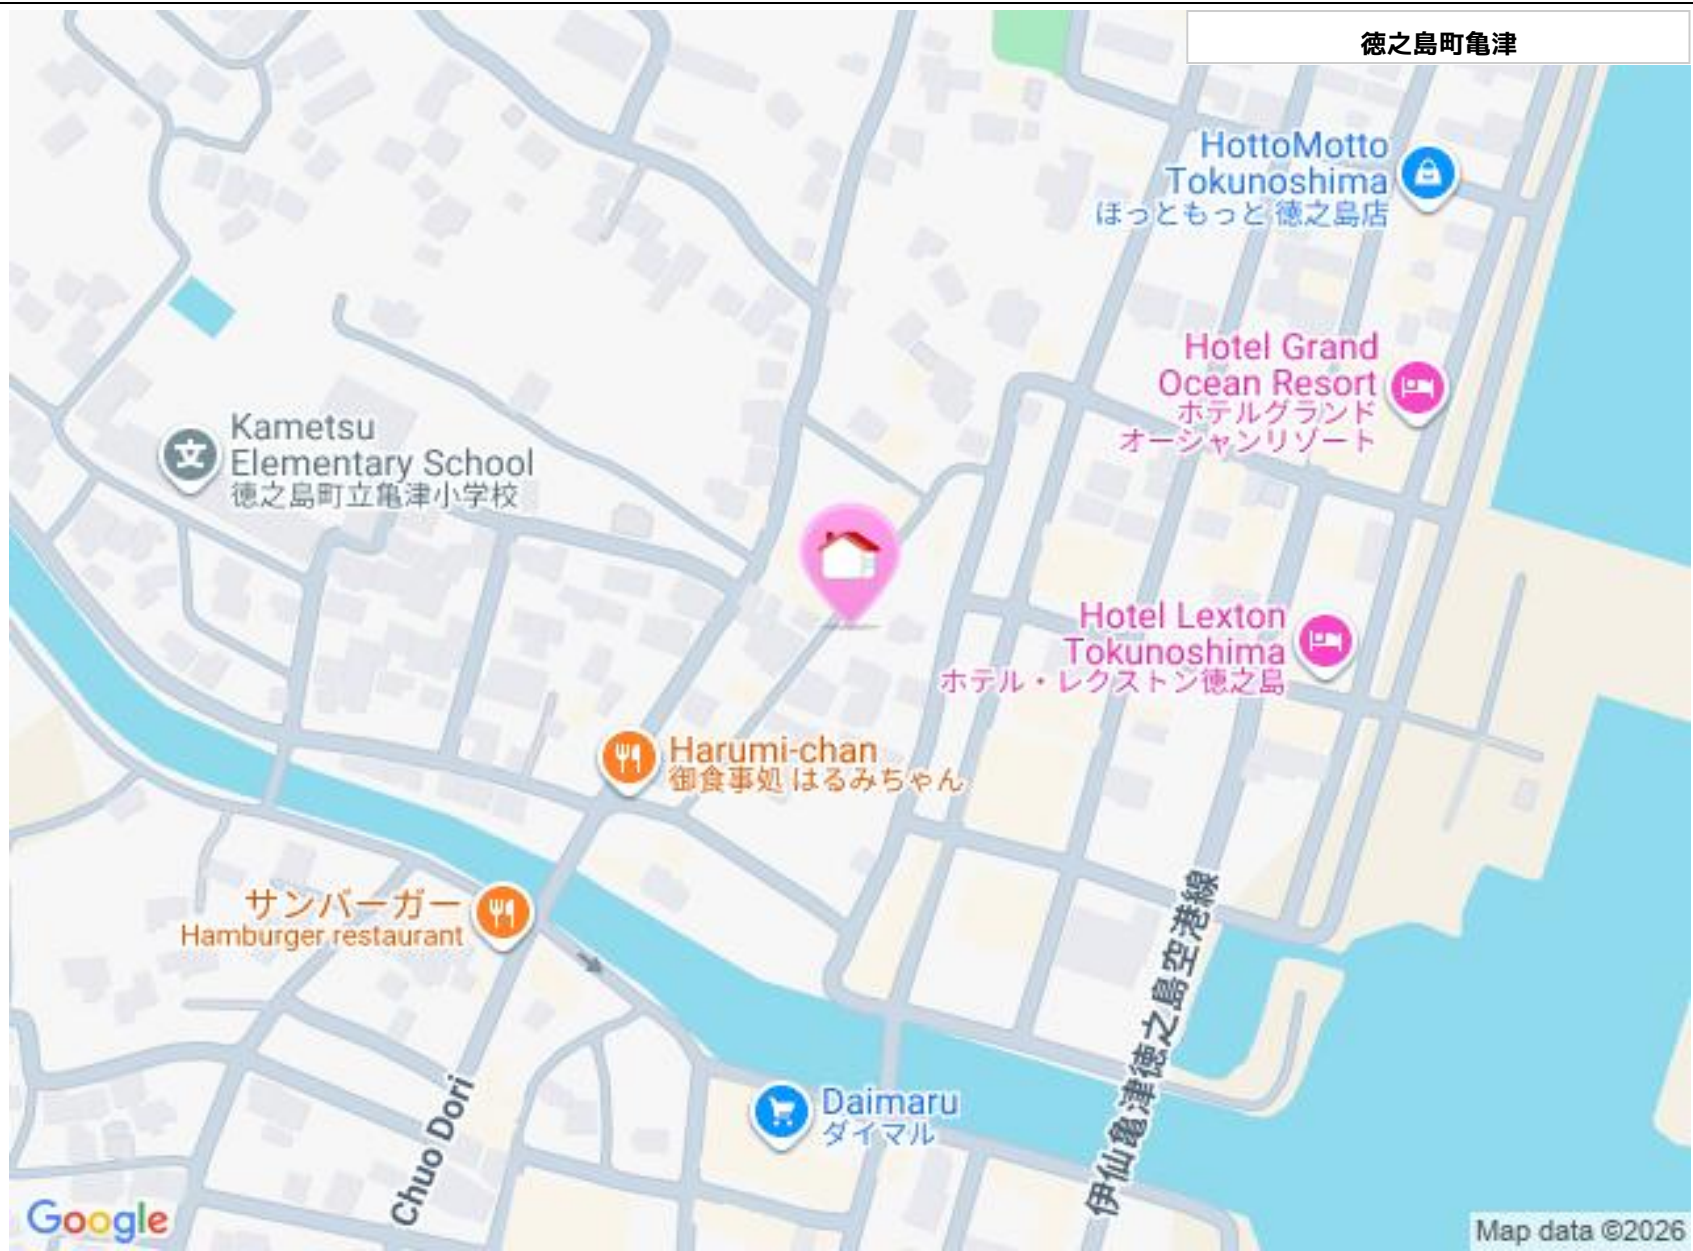 徳之島町亀津
HottoMotto
Tokunoshima
ほっともっと 徳之島店
Hotel Grand
Ocean Resort
ホテルグランド
オーシャンリゾート
Kametsu
Elementary School
徳之島町立亀津小学校
文
Hotel Lexton
Tokunoshima
ホテル・レクストン徳之島
Harumi-chan
御食事処 はるみちゃん
サンバーガー
Hamburger restaurant
伊仙亀津徳之島空港線
Chuo Dori
Daimaru
ダイマル
Google
Map data ©2026